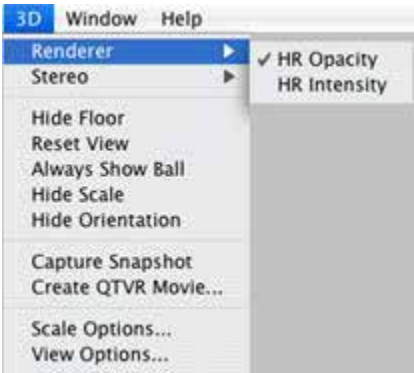 3D Window Help
Renderer
Stereo
HR Opacity
HR Intensity
Hide Floor
Reset View
Always Show Ball
Hide Scale
Hide Orientation
Capture Snapshot
Create QTVR Movie...
Scale Options...
View Options...